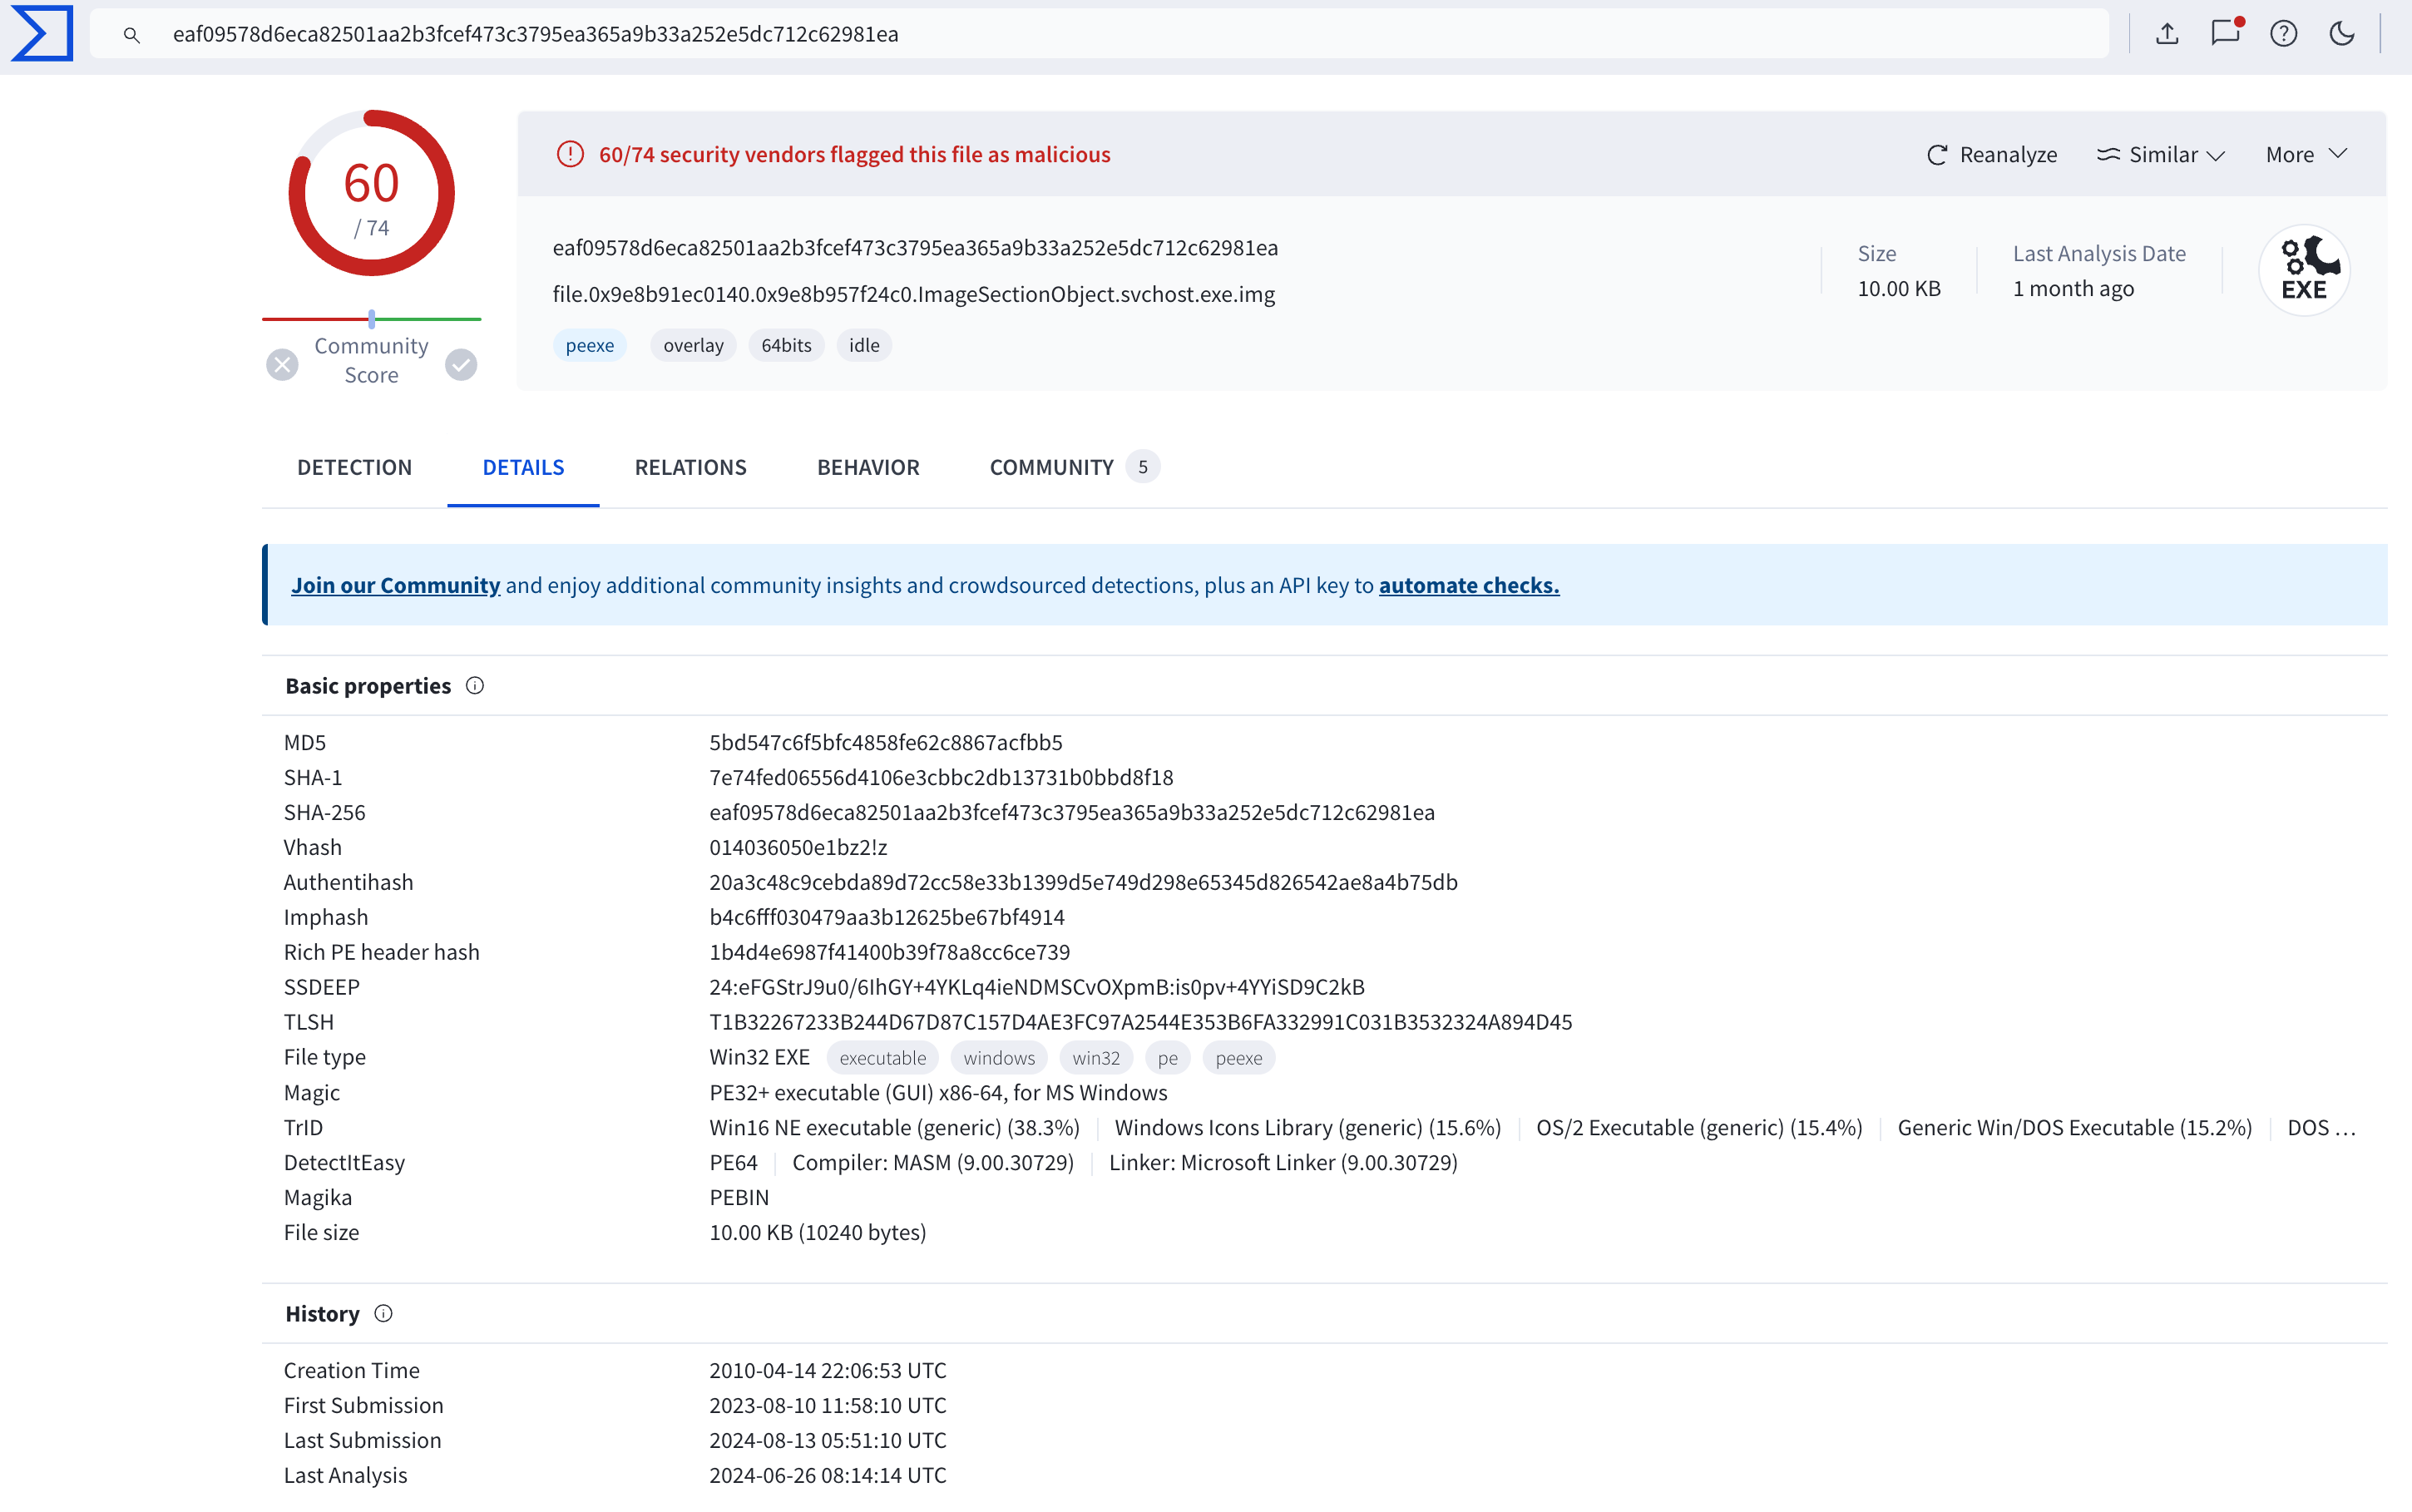 eaf09578d6eca82501aa2b3fcef473c3795ea365a9b33a252e5dc712c62981ea
60
/ 74
Community
Score
60/74 security vendors flagged this file as malicious
Reanalyze
Similar
More
eaf09578d6eca82501aa2b3fcef473c3795ea365a9b33a252e5dc712c62981ea
file.0x9e8b91ec0140.0x9e8b957f24c0.ImageSectionObject.svchost.exe.img
peexe overlay 64bits idle
Size
10.00 KB
Last Analysis Date
1 month ago
EXE
DETECTION DETAILS RELATIONS BEHAVIOR COMMUNITY 5
Join our Community and enjoy additional community insights and crowdsourced detections, plus an API key to automate checks.
Basic properties
MD5 5bd547c6f5bfc4858fe62c8867acfbb5
SHA-1 7e74fed06556d4106e3cbbc2db13731b0bbd8f18
SHA-256 eaf09578d6eca82501aa2b3fcef473c3795ea365a9b33a252e5dc712c62981ea
Vhash 014036050e1bz2!z
Authentihash 20a3c48c9cebda89d72cc58e33b1399d5e749d298e65345d826542ae8a4b75db
Imphash b4c6fff030479aa3b12625be67bf4914
Rich PE header hash 1b4d4e6987f41400b39f78a8cc6ce739
SSDEEP 24:eFGStrJ9u0/6IhGY+4YKLq4ieNDMSCvOXpmB:is0pv+4YYiSD9C2kB
TLSH T1B32267233B244D67D87C157D4AE3FC97A2544E353B6FA332991C031B3532324A894D45
File type Win32 EXE executable windows win32 pe peexe
Magic PE32+ executable (GUI) x86-64, for MS Windows
TrID Win16 NE executable (generic) (38.3%) Windows Icons Library (generic) (15.6%) OS/2 Executable (generic) (15.4%) Generic Win/DOS Executable (15.2%) DOS …
DetectItEasy PE64 Compiler: MASM (9.00.30729) Linker: Microsoft Linker (9.00.30729)
Magika PEBIN
File size 10.00 KB (10240 bytes)
History
Creation Time 2010-04-14 22:06:53 UTC
First Submission 2023-08-10 11:58:10 UTC
Last Submission 2024-08-13 05:51:10 UTC
Last Analysis 2024-06-26 08:14:14 UTC